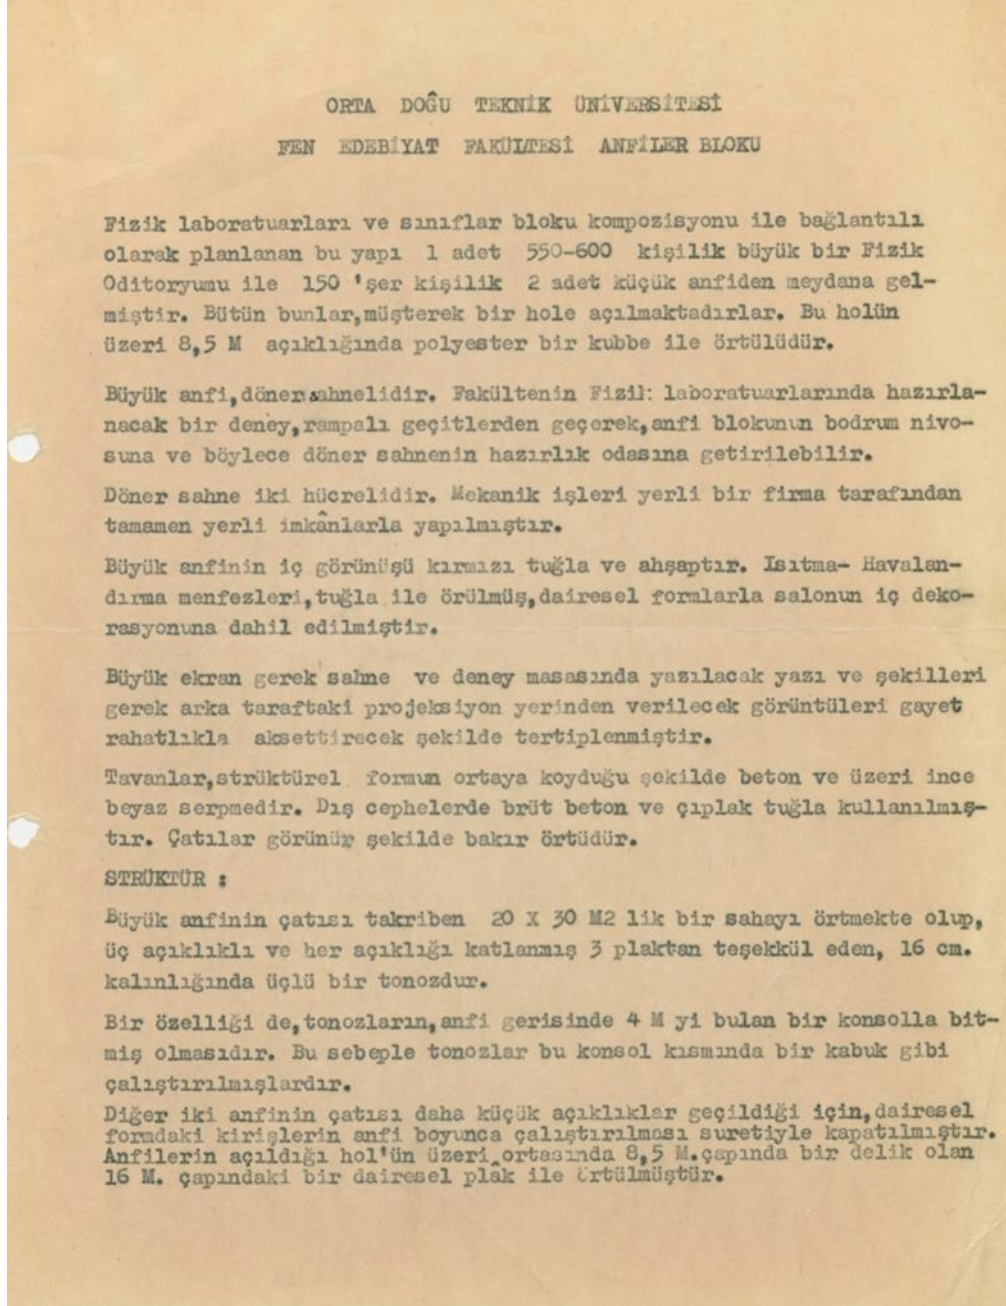 ORTA DOĞU TEKNİK ÜNİVERSİTESİ
FEN EDEBİYAT FAKÜLTESİ ANFİLER BLOKU
Fizik laboratuarları ve sınıflar bloku kompozisyonu ile bağlantılı
olarak planlanan bu yapı 1 adet 550-600 kişilik büyük bir Fizik
Oditoryumu ile 150 'şer kişilik 2 adet küçük anfiden meydana gel-
miştir. Bütün bunlar,müşterek bir hole açılmaktadırlar. Bu holün
üzeri 8,5 M açıklığında polyester bir kubbe ile örtülüdür.
Büyük anfi,döner sahnelidir. Fakültenin Fizik laboratuarlarında hazırla-
nacak bir deney,rampalı geçitlerden geçerek,anfi blokunun bodrum nivo-
suna ve böylece döner sahnenin hazırlık odasına getirilebilir.
Döner sahne iki hücrelidir. Mekanik işleri yerli bir firma tarafından
tamamen yerli imkânlarla yapılmıştır.
Büyük anfinin iç görünüşü kırmızı tuğla ve ahşaptır. Isıtma- Havalan-
dırma menfezleri,tuğla ile örülmüş,dairesel formlarla salonun iç deko-
rasyonuna dahil edilmiştir.
Büyük ekran gerek sahne ve deney masasında yazılacak yazı ve şekilleri
gerek arka taraftaki projeksiyon yerinden verilecek görüntüleri gayet
rahatlıkla aksettirecek şekilde tertiplenmiştir.
Tavanlar,strüktürel formun ortaya koyduğu şekilde beton ve üzeri ince
beyaz serpmedir. Dış cephelerde brüt beton ve çıplak tuğla kullanılmış-
tır. Çatılar görünür şekilde bakır örtüdür.
STRÜKTÜR :
Büyük anfinin çatısı takriben 20 X 30 M2 lik bir sahayı örtmekte olup,
üç açıklıklı ve her açıklığı katlanmış 3 plaktan teşekkül eden, 16 cm.
kalınlığında üçlü bir tonozdur.
Bir özelliği de,tonozların,anfi gerisinde 4 M yi bulan bir konsolla bit-
miş olmasıdır. Bu sebeple tonozlar bu konsol kısmında bir kabuk gibi
çalıştırılmışlardır.
Diğer iki anfinin çatısı daha küçük açıklıklar geçildiği için,dairesel
formdaki kirişlerin anfi boyunca çalıştırılması suretiyle kapatılmıştır.
Anfilerin açıldığı hol'ün üzeri,ortasında 8,5 M.çapında bir delik olan
16 M. çapındaki bir dairesel plak ile örtülmüştür.